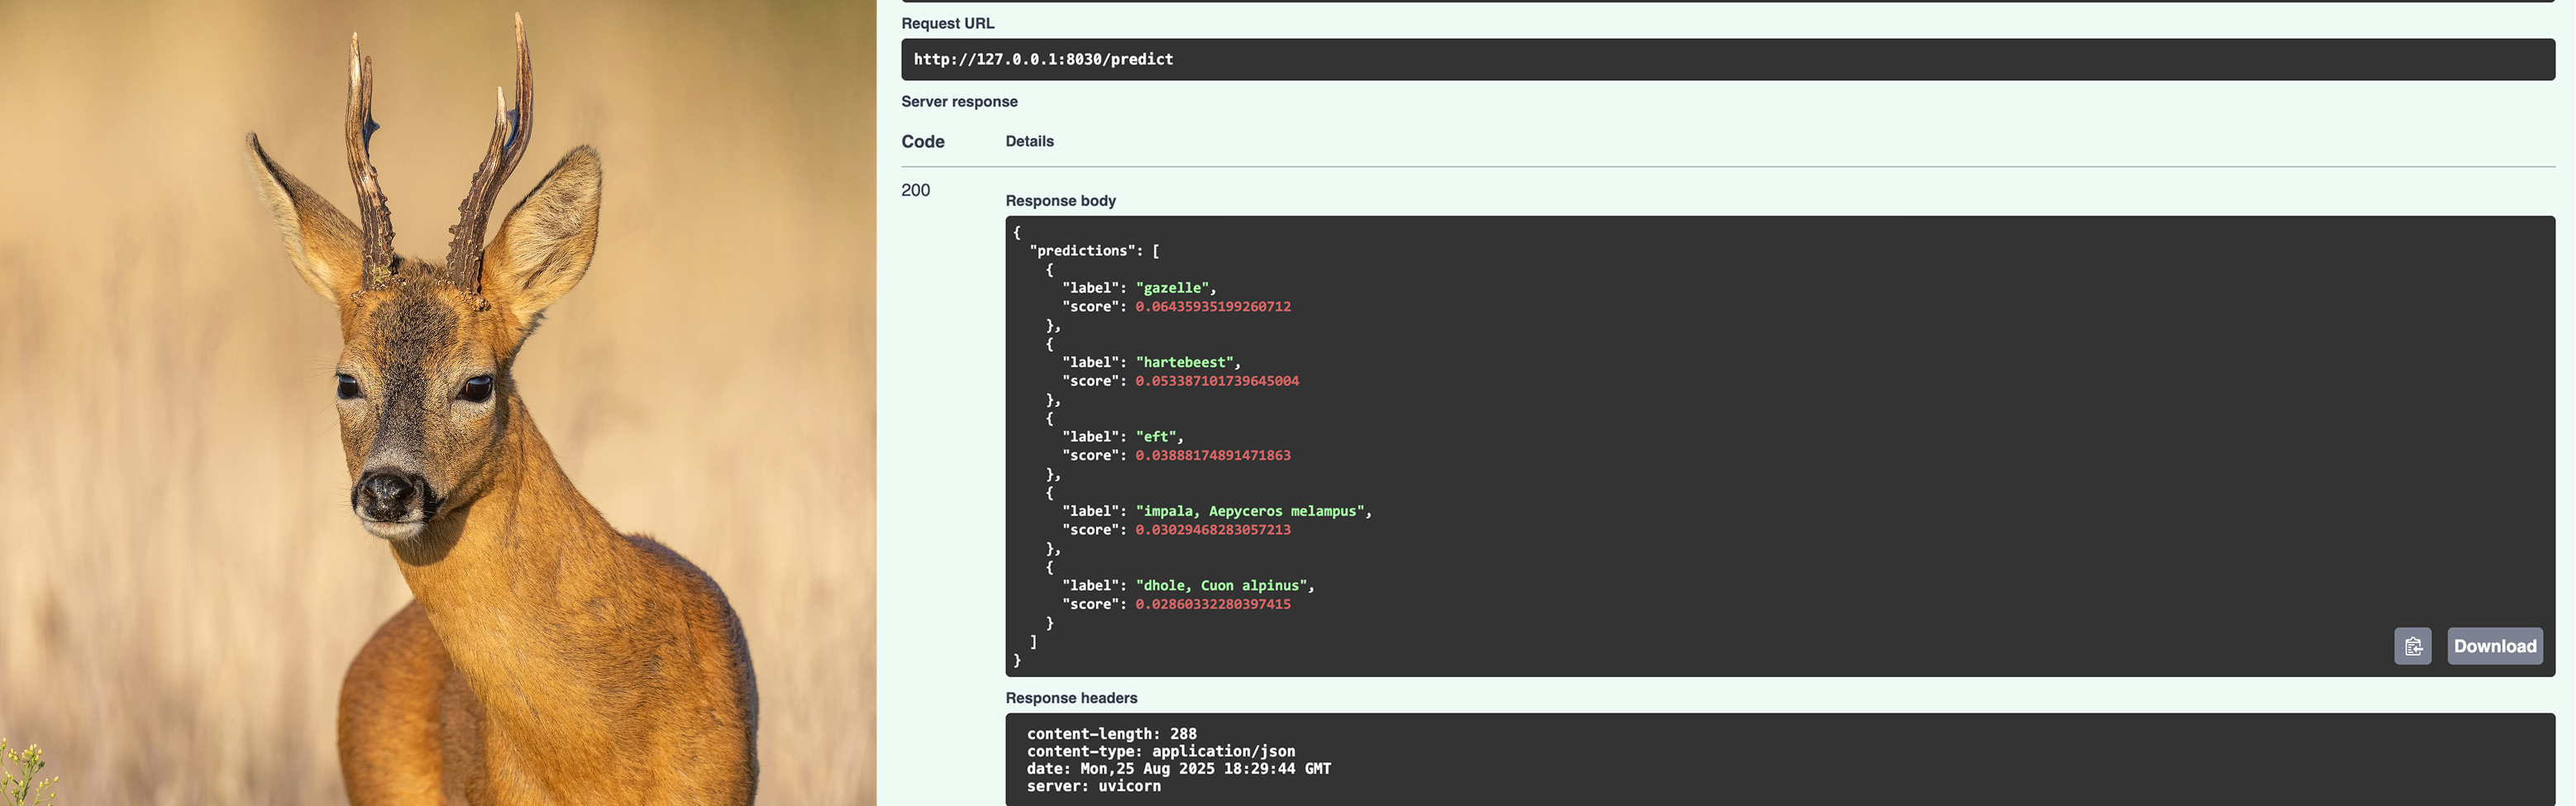 Request URL
http://127.0.0.1:8030/predict
Server response
Code Details
200
Response body
{
"predictions": [
{
"label": "gazelle",
"score": 0.06435935199260712
},
{
"label": "hartebeest",
"score": 0.053387101739645004
},
{
"label": "eft",
"score": 0.03888174891471863
},
{
"label": "impala, Aepyceros melampus",
"score": 0.03029468283057213
},
{
"label": "dhole, Cuon alpinus",
"score": 0.02860332280397415
}
]
}
Download
Response headers
content-length: 288
content-type: application/json
date: Mon,25 Aug 2025 18:29:44 GMT
server: uvicorn